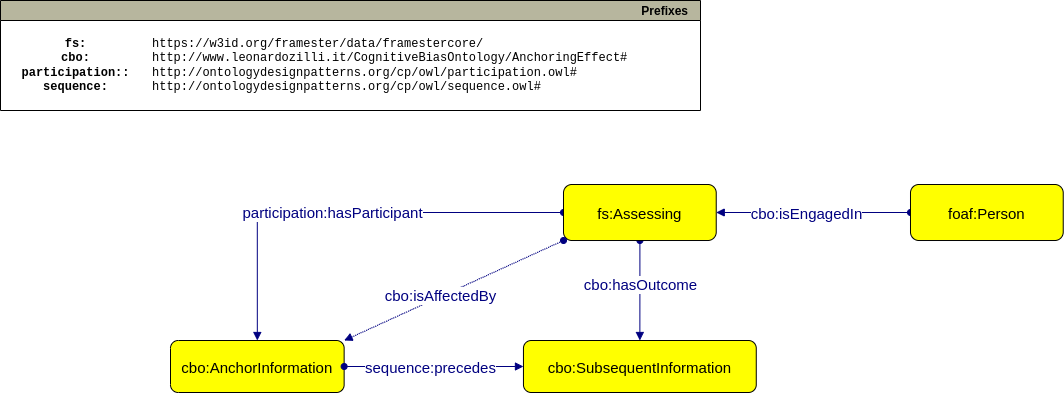 Prefixes
fs: https://w3id.org/framester/data/framestercore/
cbo: http://www.leonardozilli.it/CognitiveBiasOntology/AnchoringEffect#
participation:: http://ontologydesignpatterns.org/cp/owl/participation.owl#
sequence: http://ontologydesignpatterns.org/cp/owl/sequence.owl#
participation:hasParticipant
fs:Assessing
cbo:isEngagedIn
foaf:Person
cbo:isAffectedBy
cbo:hasOutcome
cbo:AnchorInformation
sequence:precedes
cbo:SubsequentInformation